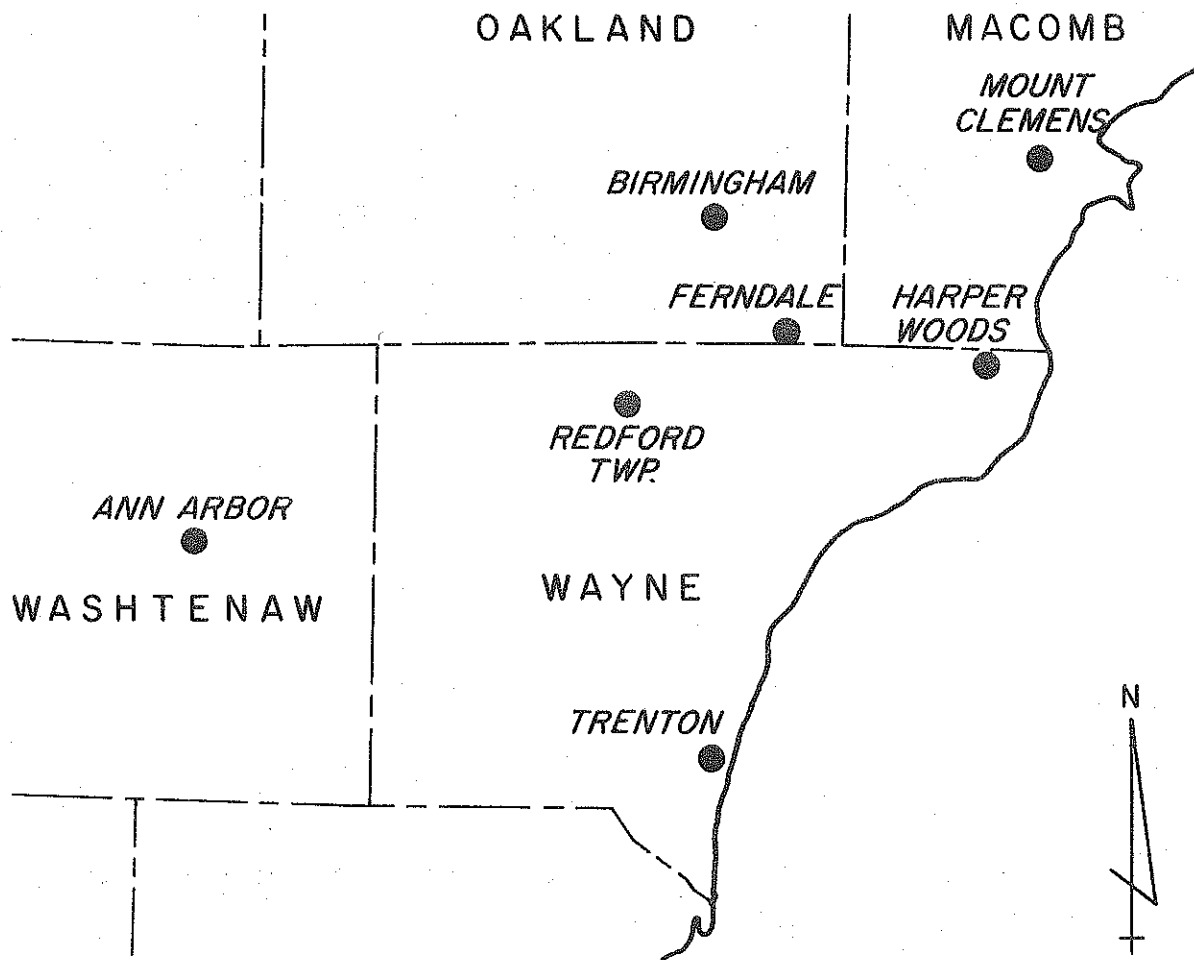 OAKLAND
MACOMB
MOUNT
CLEMENS
BIRMINGHAM
FERNDALE
HARPER
WOODS
REDFORD
TWP.
ANN ARBOR
WAYNE
WASHTENAW
N
TRENTON